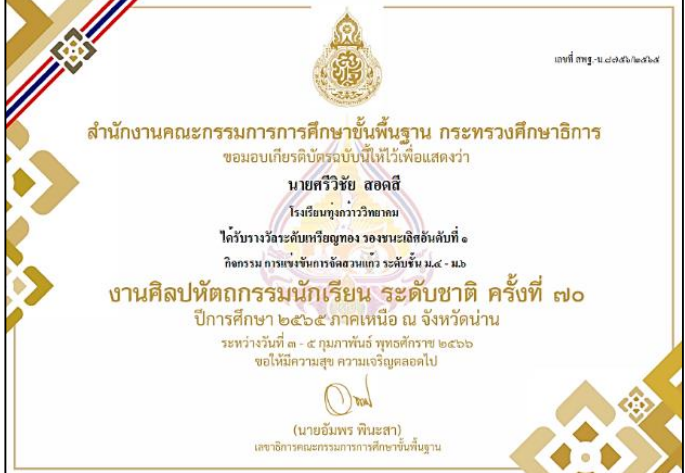 เลขที่ สพฐ.-น.๘๗๕๖/๒๕๖๕
สำนักงานคณะกรรมการการศึกษาขั้นพื้นฐาน กระทรวงศึกษาธิการ
ขอมอบเกียรติบัตรฉบับนี้ให้ไว้เพื่อแสดงว่า
นายศรีวิชัย สอดสี
โรงเรียนทุ่งกว๋าววิทยาคม
ได้รับรางวัลระดับเหรียญทอง รองชนะเลิศอันดับที่ ๑
กิจกรรม การแข่งขันการจัดสวนแก้ว ระดับชั้น ม.๔ - ม.๖
งานศิลปหัตถกรรมนักเรียน ระดับชาติ ครั้งที่ ๗๐
ปีการศึกษา ๒๕๖๕ ภาคเหนือ ณ จังหวัดน่าน
ระหว่างวันที่ ๓ - ๕ กุมภาพันธ์ พุทธศักราช ๒๕๖๖
ขอให้มีความสุข ความเจริญตลอดไป
(นายอัมพร พินะสา)
เลขาธิการคณะกรรมการการศึกษาขั้นพื้นฐาน